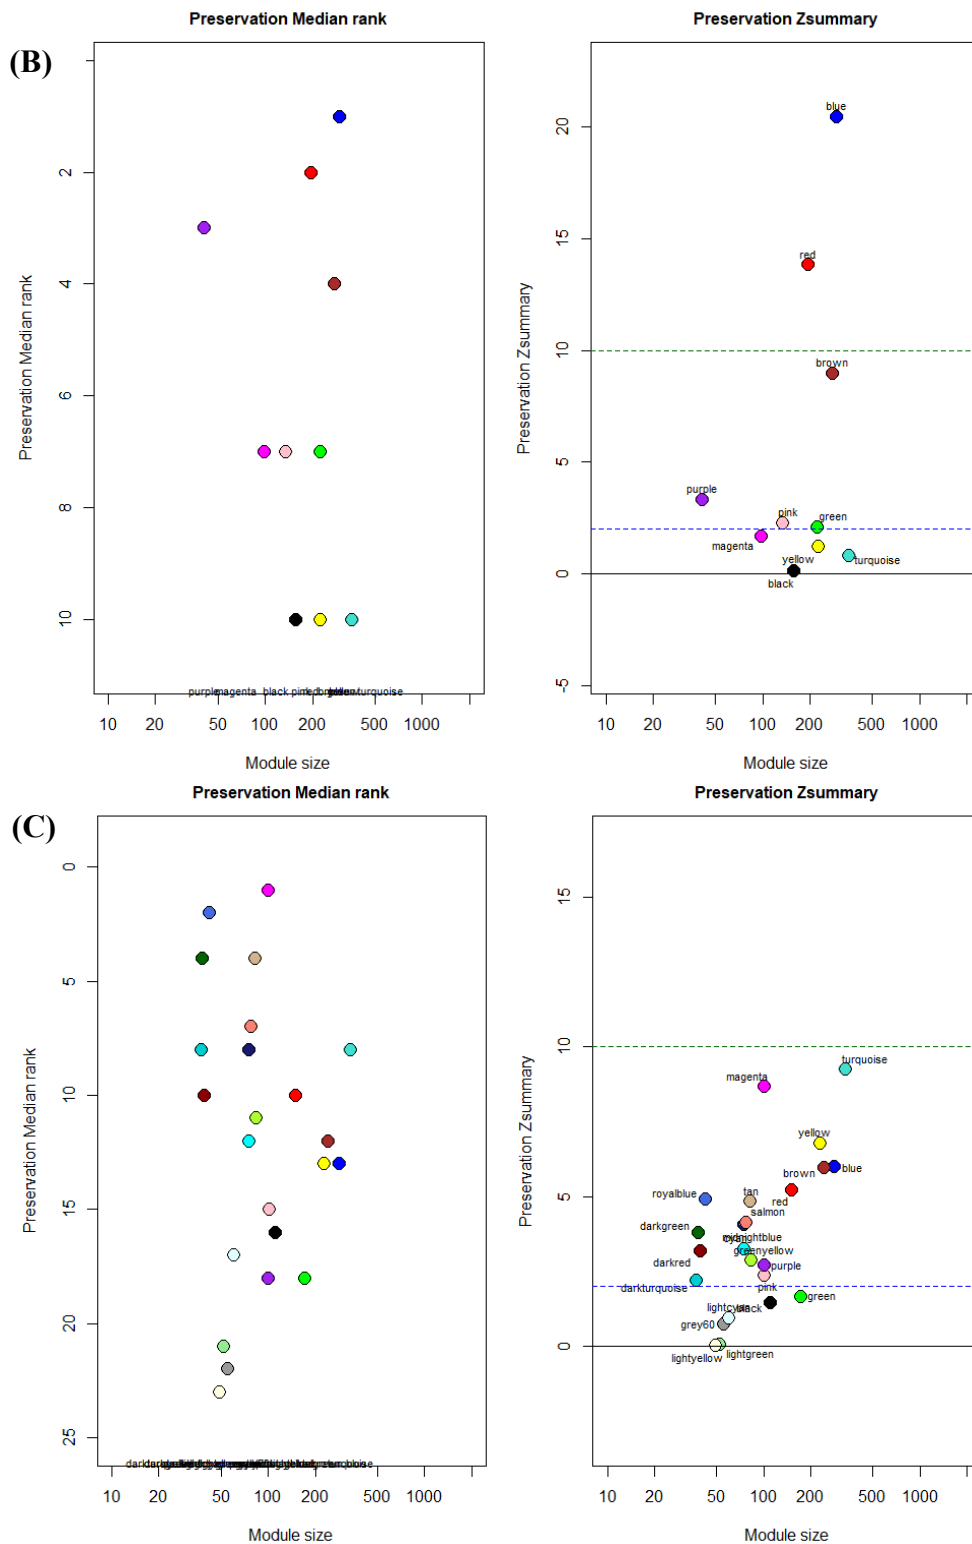 Preservation Median rank
Preservation Zsummary
(B)
Preservation Median rank
2
4
6
8
10
purple
magenta
black
pink
turquoise
10 20 50 100 200 500 1000
Module size
Preservation Zsummary
20
15
10
5
0
-5
blue
red
brown
purple
pink
green
magenta
yellow
turquoise
black
10 20 50 100 200 500 1000
Module size
Preservation Median rank
Preservation Zsummary
(C)
Preservation Median rank
0
5
10
15
20
25
10 20 50 100 200 500 1000
Module size
Preservation Zsummary
15
10
5
0
turquoise
magenta
yellow
brown
blue
royalblue
tan
red
salmon
darkgreen
midnightblue
cyan
greenyellow
darkred
purple
darkturquoise
pink
green
lightcyan
black
grey60
lightyellow
lightgreen
10 20 50 100 200 500 1000
Module size